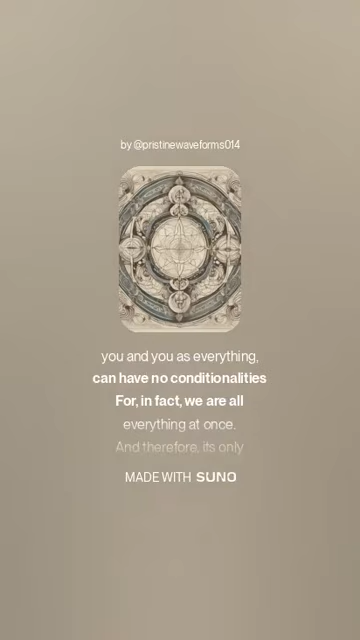 by @pristinewaveforms014
you and you as everything,
can have no conditionalities
For, in fact, we are all
everything at once.
And therefore, its only
MADE WITH SUNO